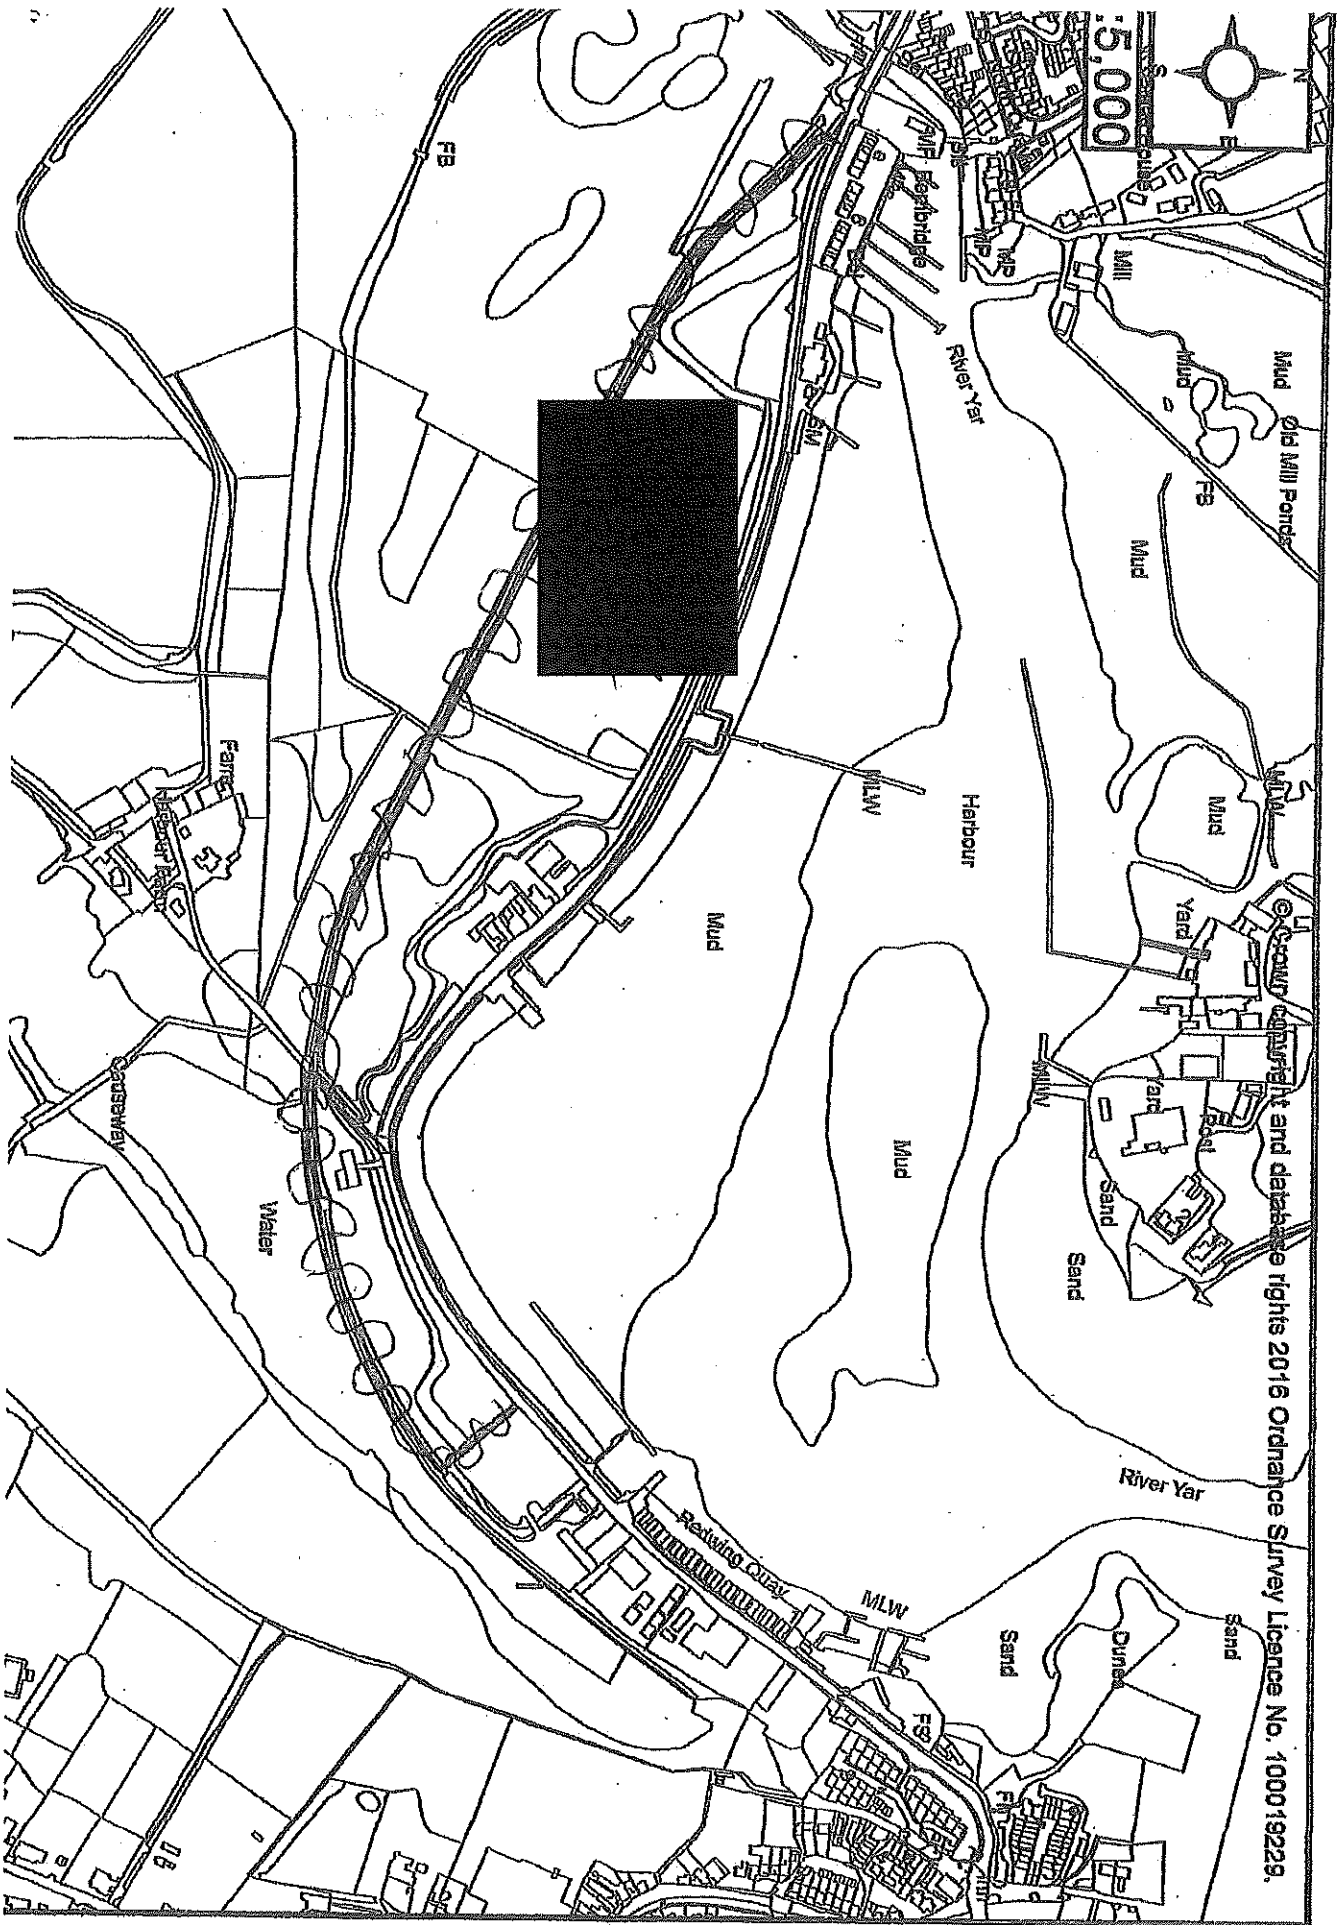 © Crown copyright and database rights 2016 Ordnance Survey Licence No. 100019229.
:5,000
N
S
E
Mud
Old Mill Ponds
Mud
FB
Mill
MP
MP
Footbridge
River Yar
Mud
Mud
MLW
Yard
Yard
Post
Sand
Sand
MLW
River Yar
Sand
Dunes
Sand
Harbour
MLW
Mud
Mud
Redwing Quay
MLW
FB
Farm
Causeway
Water